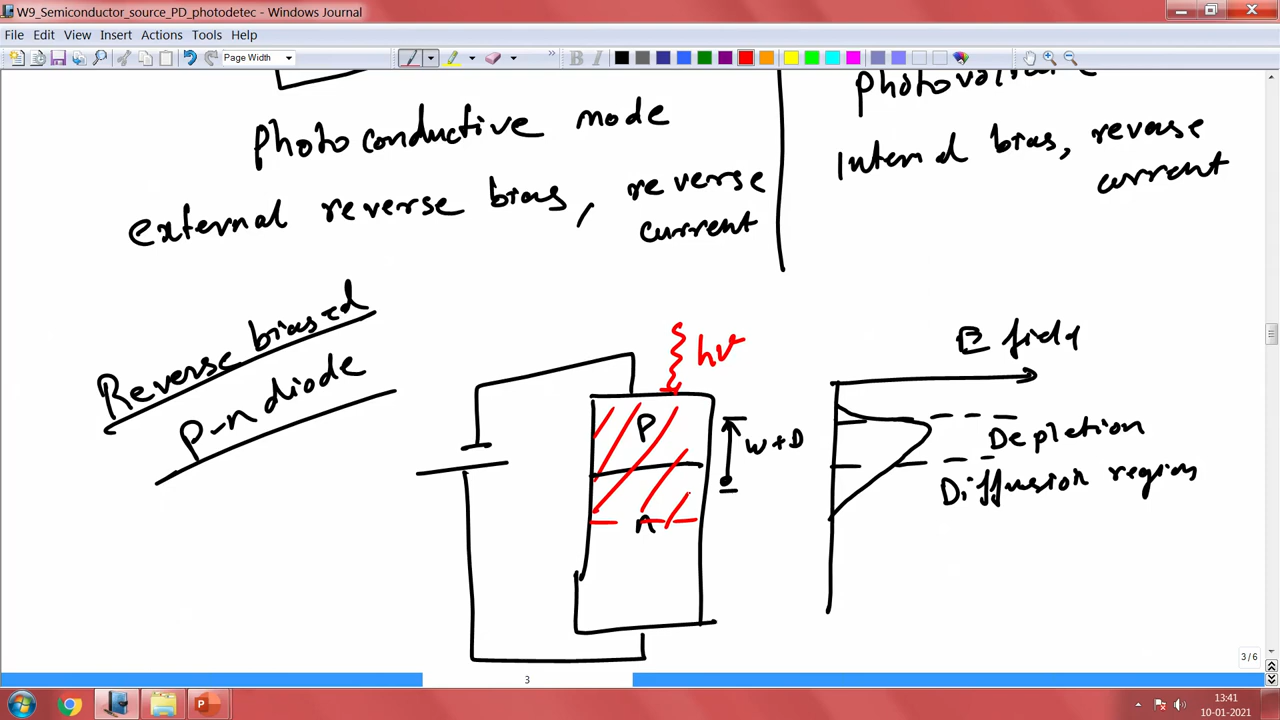 W9_Semiconductor_source_PD_photodetec - Windows Journal
File Edit View Insert Actions Tools Help
Page Width
B I
photoconductive mode
external reverse bias, reverse
current
Internal bias, reverse
current
Reverse biased
P-n diode
hν
P
n
W+D
E field
Depletion
Diffusion region
3/6
3
13:41
10-01-2021